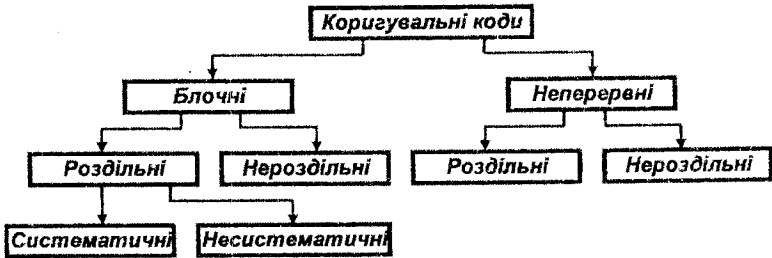 Коригувальні коди
Блочні
Неперервні
Роздільні
Нероздільні
Роздільні
Нероздільні
Систематичні
Несистематичні